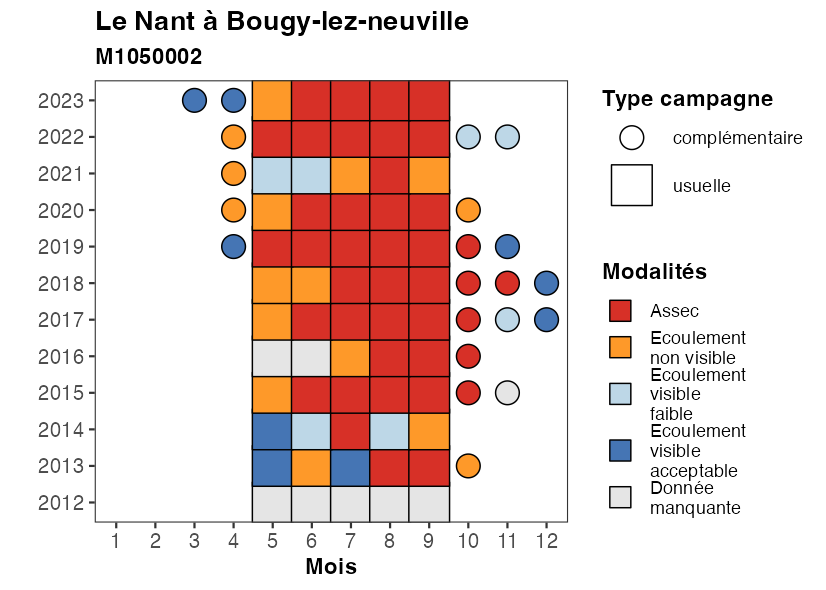 Le Nant à Bougy-lez-neuville
M1050002
2023
2022
2021
2020
2019
2018
2017
2016
2015
2014
2013
2012
1 2 3 4 5 6 7 8 9 10 11 12
Mois
Type campagne
complémentaire
usuelle
Modalités
Assec
Ecoulement
non visible
Ecoulement
visible
faible
Ecoulement
visible
acceptable
Donnée
manquante